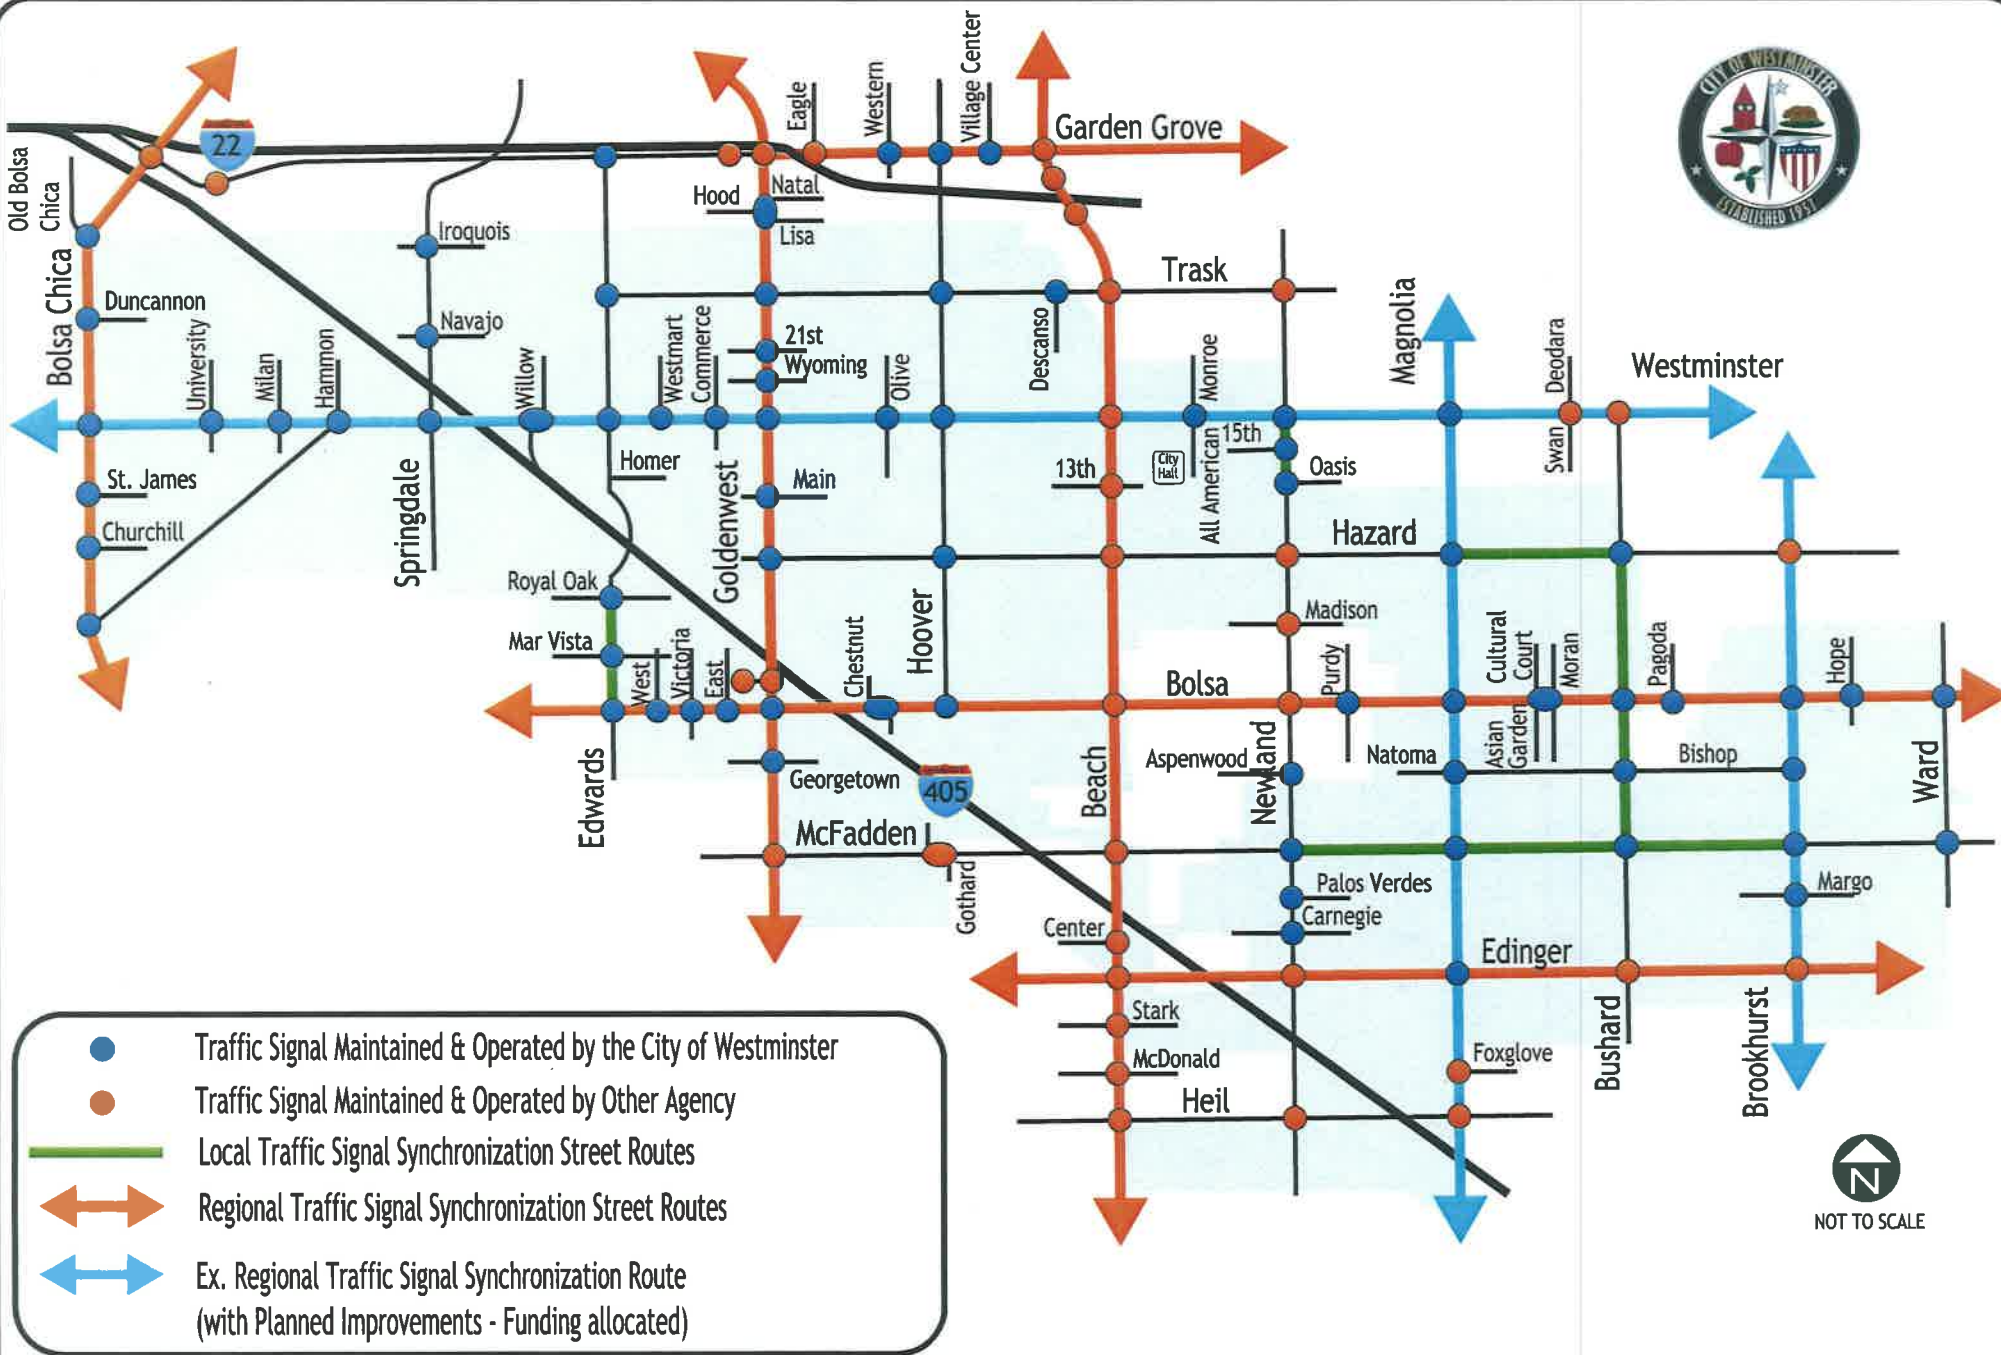 CITY OF WESTMINSTER
ESTABLISHED 1957
Old Bolsa
Chica
22
Eagle
Western
Village Center
Garden Grove
Hood
Natal
Lisa
Iroquois
Bolsa Chica
Duncannon
Navajo
Trask
University
Milan
Hammon
Willow
Westmart
Commerce
21st
Wyoming
Olive
Descanso
Monroe
Magnolia
Deodara
Westminster
St. James
Churchill
Springdale
Homer
Goldenwest
Main
13th
City
Hall
All American
15th
Oasis
Swan
Hazard
Royal Oak
Mar Vista
West
Victoria
East
Chestnut
Hoover
Madison
Bolsa
Purdy
Cultural
Court
Moran
Pagoda
Hope
Edwards
Georgetown
405
Beach
Aspenwood
Newland
Natoma
Asian
Garden
Bishop
Ward
McFadden
Gothard
Palos Verdes
Carnegie
Margo
Center
Edinger
Stark
McDonald
Heil
Foxglove
Bushard
Brookhurst
Traffic Signal Maintained & Operated by the City of Westminster
Traffic Signal Maintained & Operated by Other Agency
Local Traffic Signal Synchronization Street Routes
Regional Traffic Signal Synchronization Street Routes
Ex. Regional Traffic Signal Synchronization Route
(with Planned Improvements - Funding allocated)
N
NOT TO SCALE